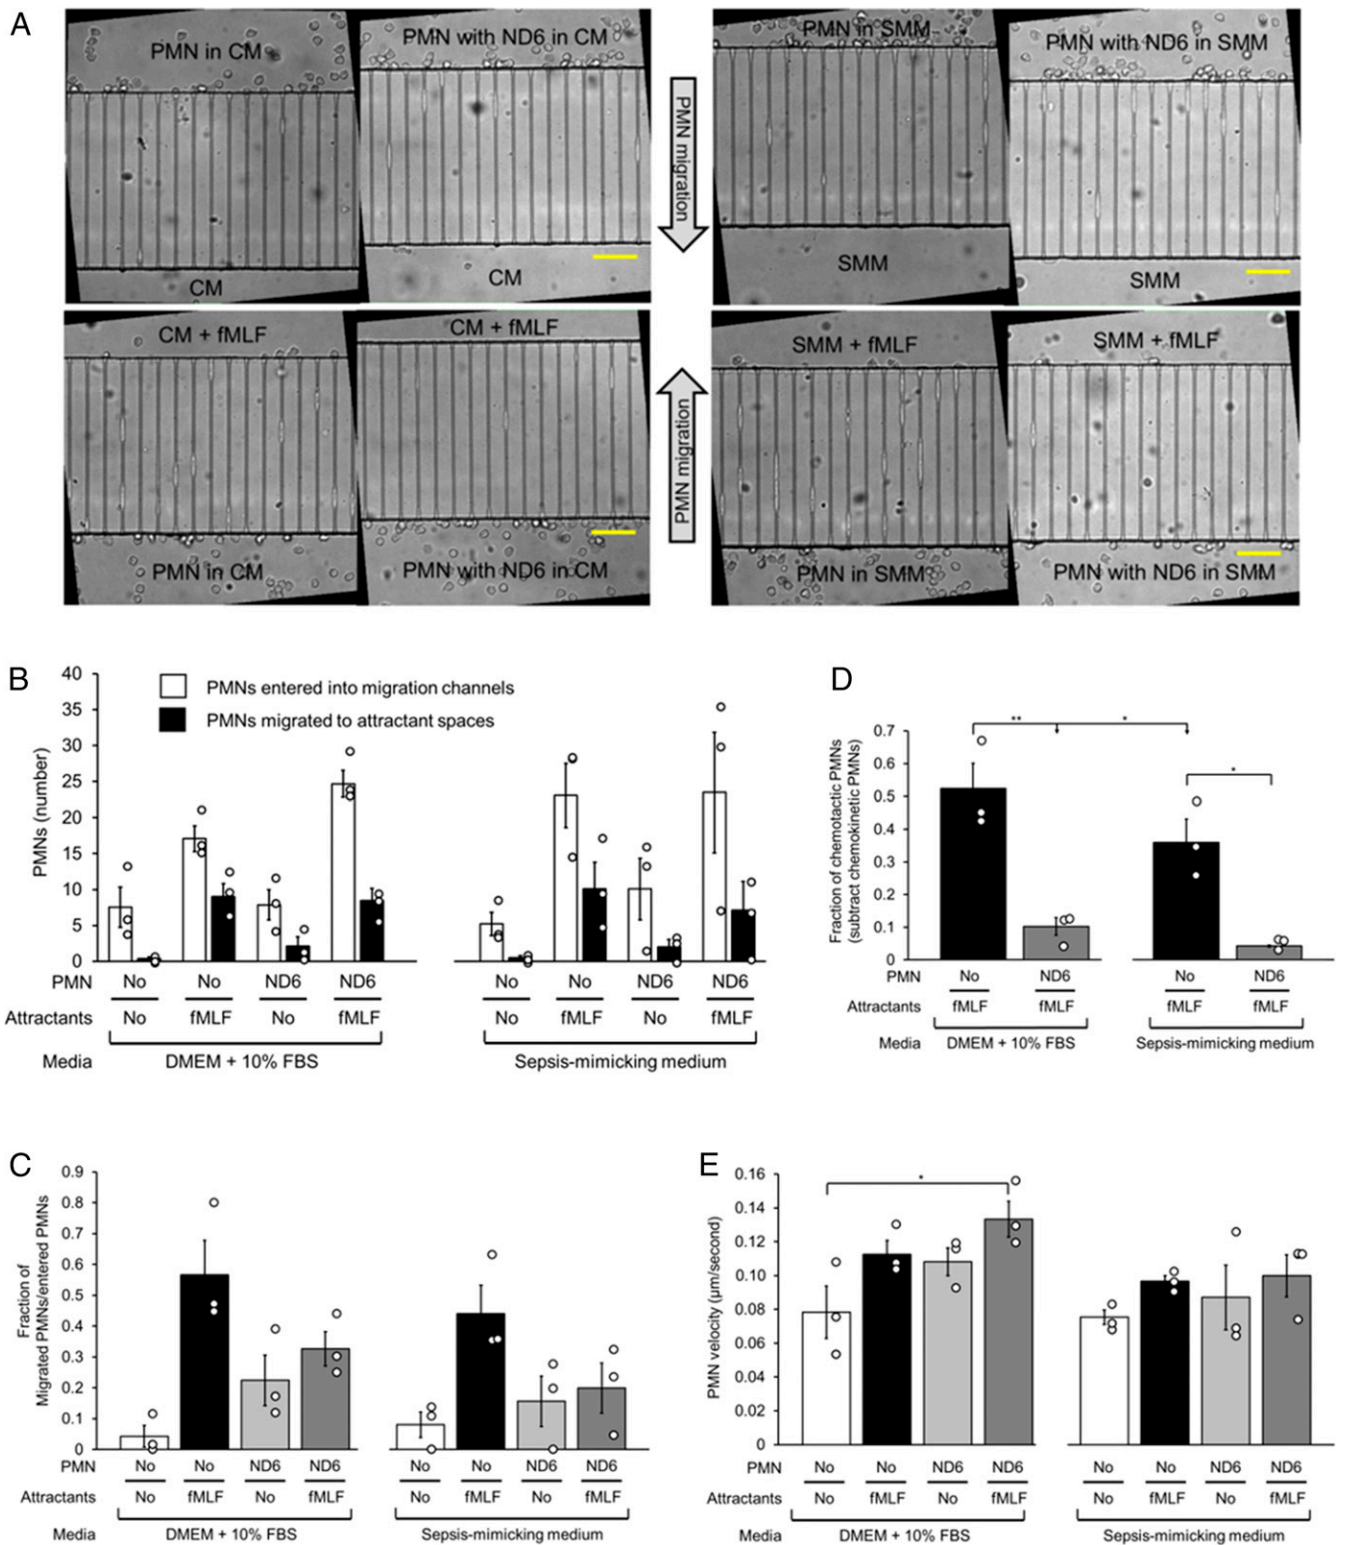 A
PMN in CM
PMN with ND6 in CM
PMN in SMM
PMN with ND6 in SMM
PMN migration
CM
CM
SMM
SMM
CM + fMLF
CM + fMLF
SMM + fMLF
SMM + fMLF
PMN migration
PMN in CM
PMN with ND6 in CM
PMN in SMM
PMN with ND6 in SMM
B
PMNs (number)
40
35
30
25
20
15
10
5
0
PMNs entered into migration channels
PMNs migrated to attractant spaces
PMN No No ND6 ND6 No No ND6 ND6
Attractants No fMLF No fMLF No fMLF No fMLF
Media DMEM + 10% FBS Sepsis-mimicking medium
D
Fraction of chemotactic PMNs
(subtract chemokinetic PMNs)
0.7
0.6
0.5
0.4
0.3
0.2
0.1
0
** *
*
PMN No ND6 No ND6
Attractants fMLF fMLF fMLF fMLF
Media DMEM + 10% FBS Sepsis-mimicking medium
C
Fraction of
Migrated PMNs/entered PMNs
0.9
0.8
0.7
0.6
0.5
0.4
0.3
0.2
0.1
0
PMN No No ND6 ND6 No No ND6 ND6
Attractants No fMLF No fMLF No fMLF No fMLF
Media DMEM + 10% FBS Sepsis-mimicking medium
E
PMN velocity (µm/second)
0.16
0.14
0.12
0.10
0.08
0.06
0.04
0.02
0
*
PMN No No ND6 ND6 No No ND6 ND6
Attractants No fMLF No fMLF No fMLF No fMLF
Media DMEM + 10% FBS Sepsis-mimicking medium